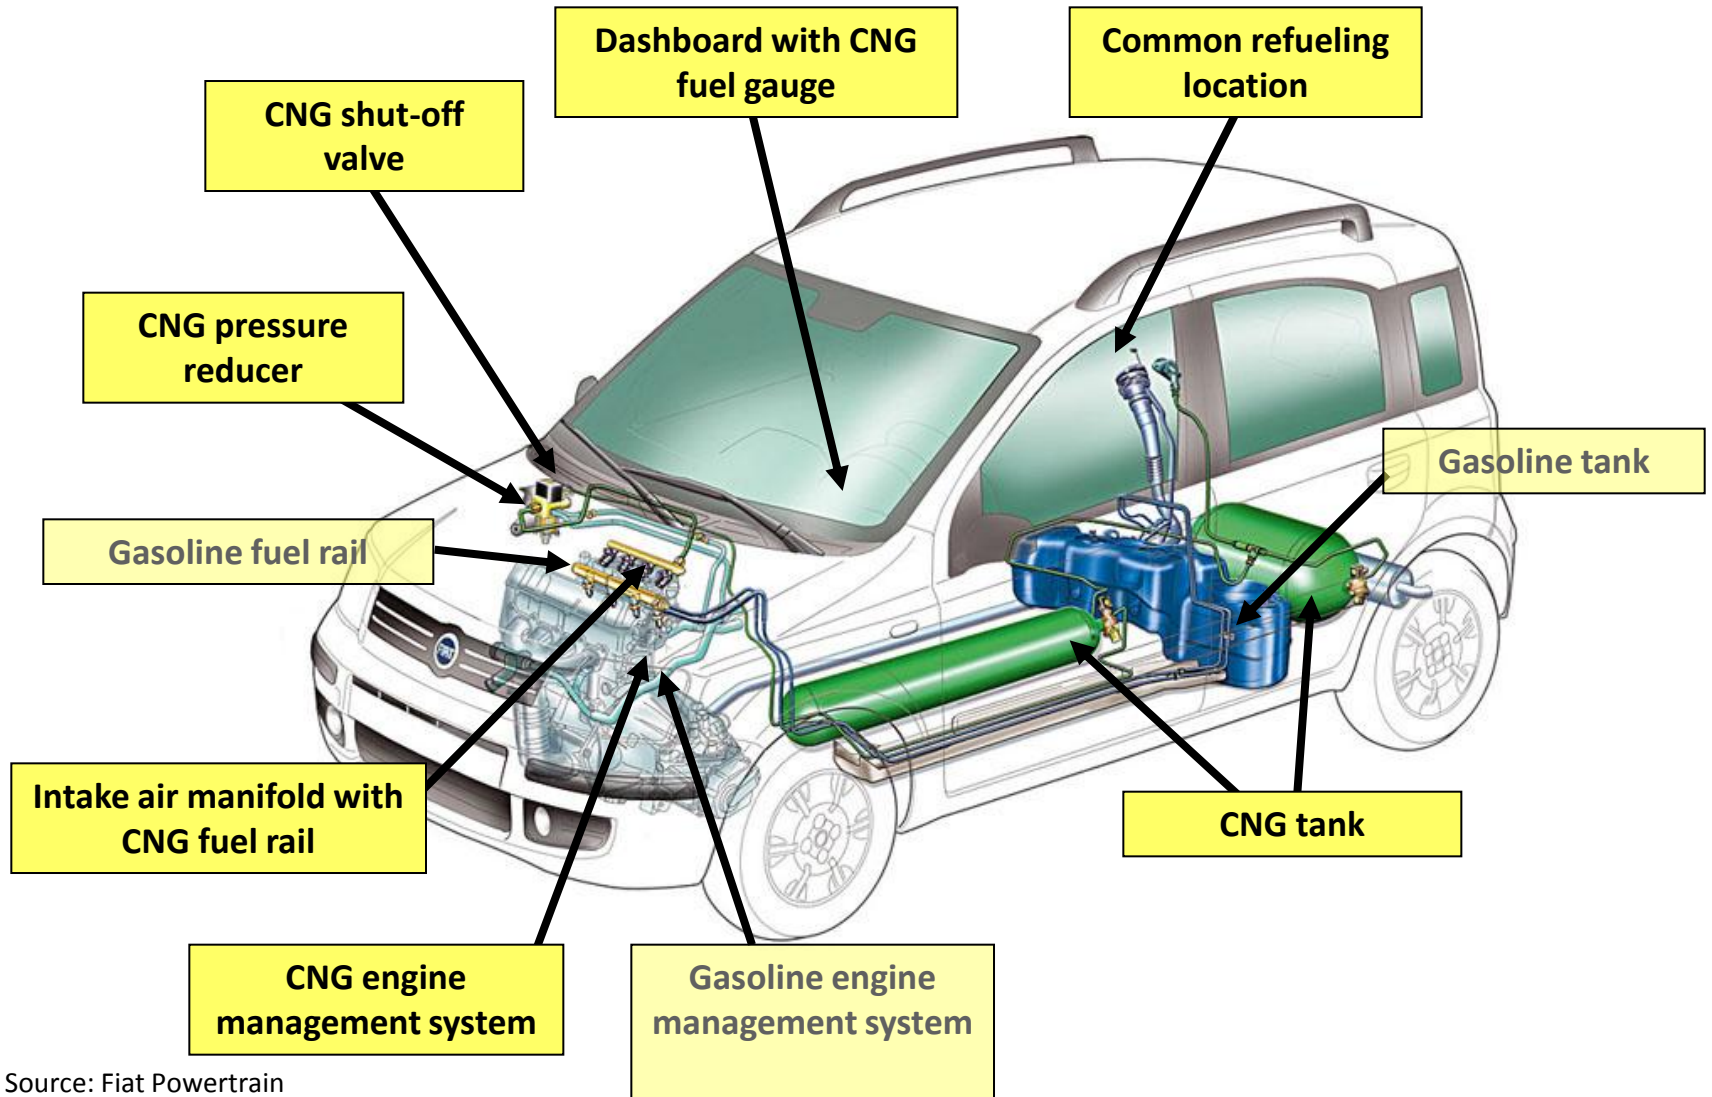 Dashboard with CNG
fuel gauge
Common refueling
location
CNG shut-off
valve
CNG pressure
reducer
Gasoline tank
Gasoline fuel rail
FIAT
Intake air manifold with
CNG fuel rail
CNG tank
CNG engine
management system
Gasoline engine
management system
Source: Fiat Powertrain